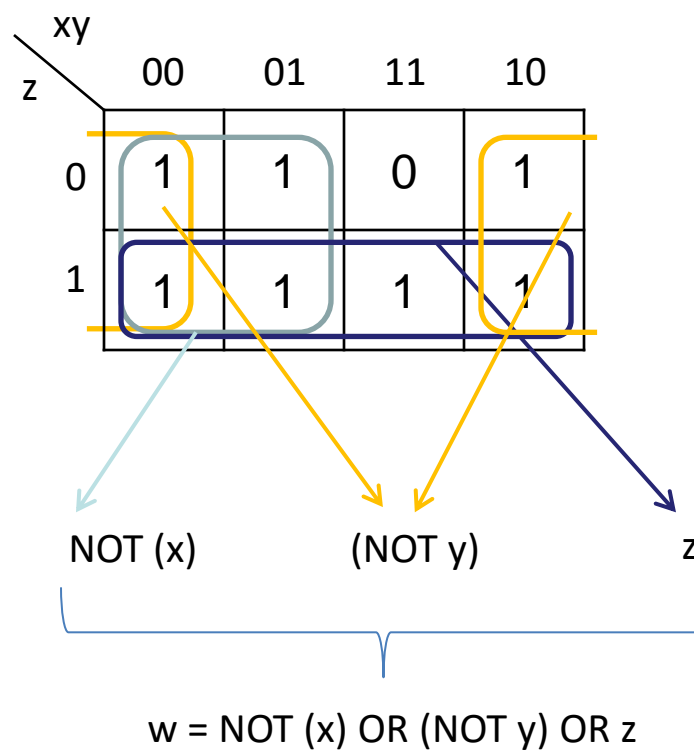 xy
z
00 01 11 10
0 1 1 0 1
1 1 1 1 1
NOT (x) (NOT y) z
w = NOT (x) OR (NOT y) OR z